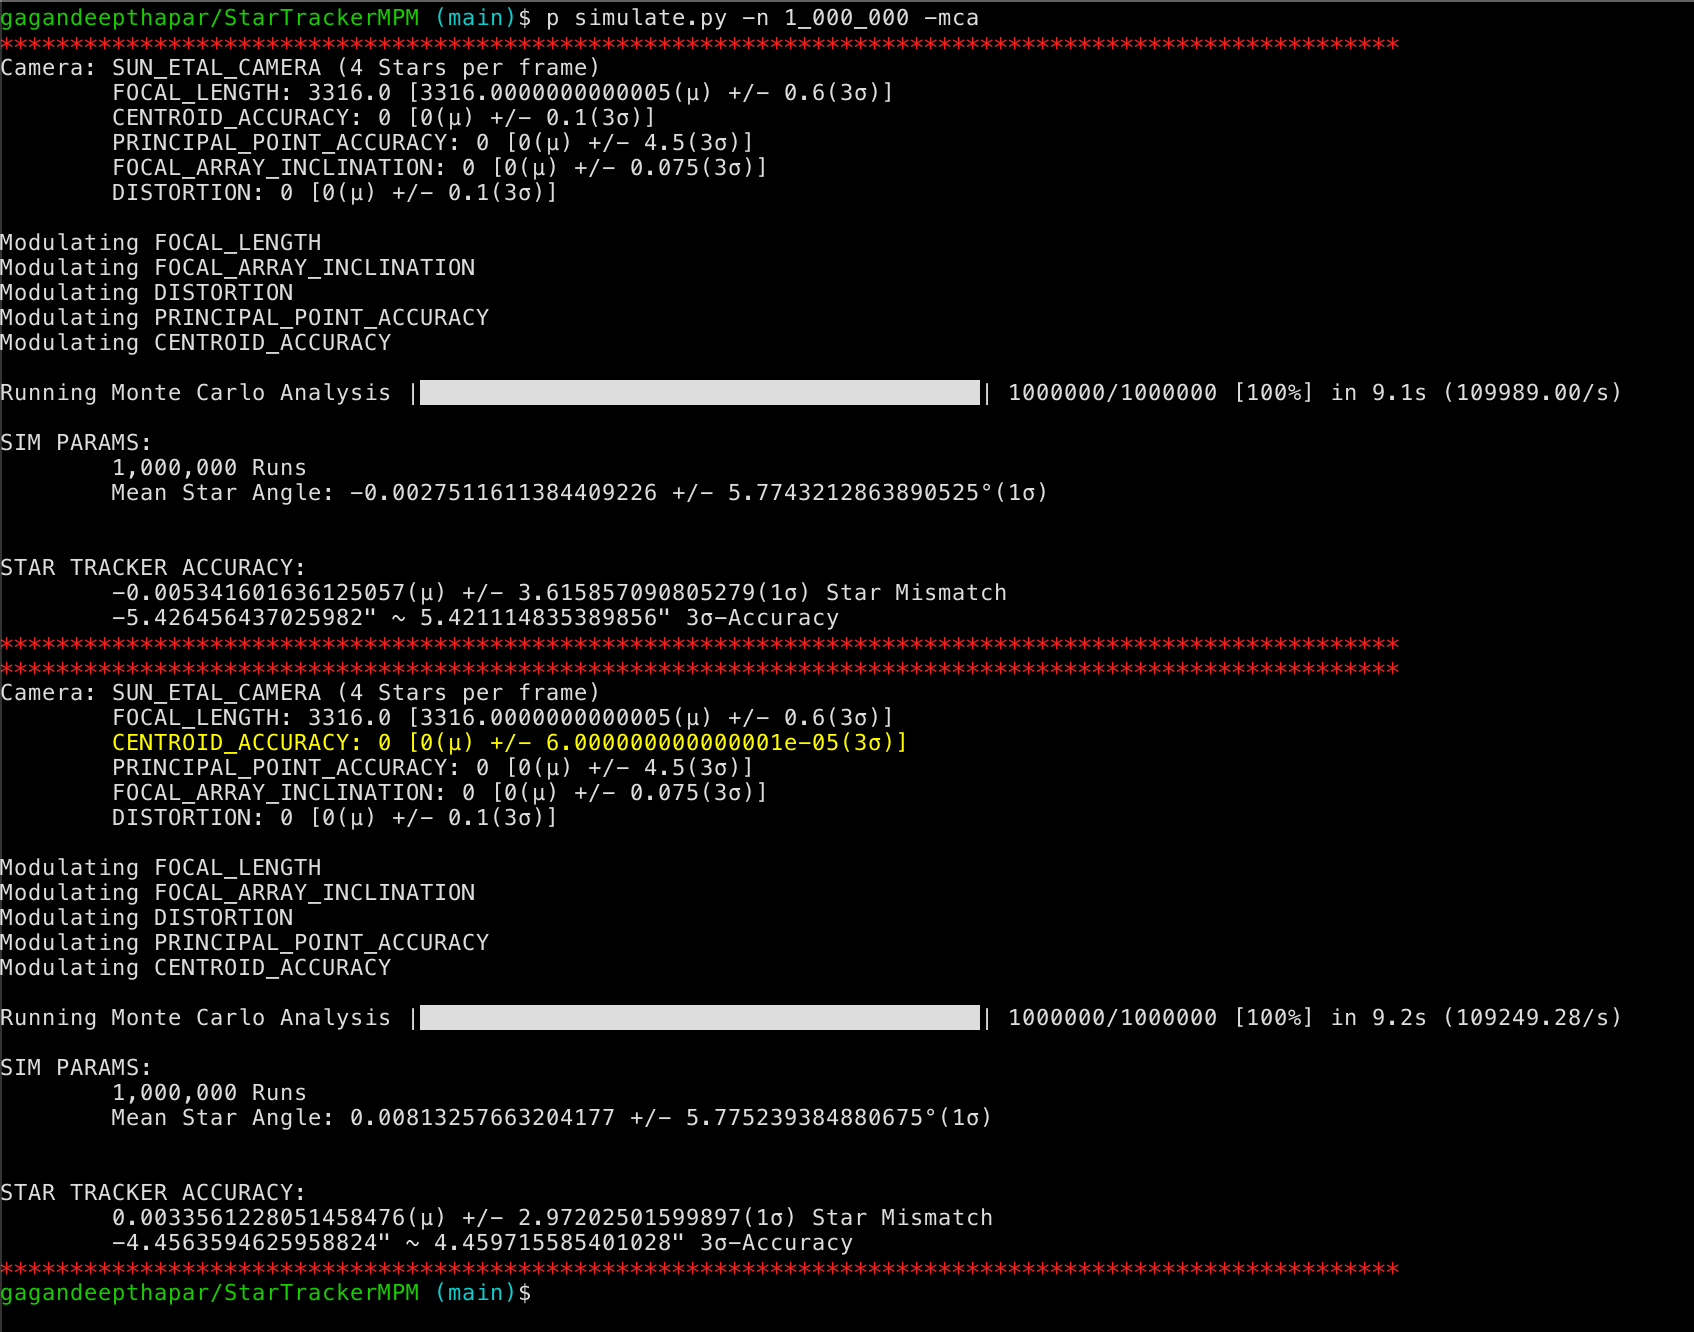 gagandeepthapar/StarTrackerMPM (main)$ p simulate.py -n 1_000_000 -mca
****************************************************************************************************
Camera: SUN_ETAL_CAMERA (4 Stars per frame)
FOCAL_LENGTH: 3316.0 [3316.0000000000005(μ) +/- 0.6(3σ)]
CENTROID_ACCURACY: 0 [0(μ) +/- 0.1(3σ)]
PRINCIPAL_POINT_ACCURACY: 0 [0(μ) +/- 4.5(3σ)]
FOCAL_ARRAY_INCLINATION: 0 [0(μ) +/- 0.075(3σ)]
DISTORTION: 0 [0(μ) +/- 0.1(3σ)]
Modulating FOCAL_LENGTH
Modulating FOCAL_ARRAY_INCLINATION
Modulating DISTORTION
Modulating PRINCIPAL_POINT_ACCURACY
Modulating CENTROID_ACCURACY
Running Monte Carlo Analysis |████████████████████████████████████████| 1000000/1000000 [100%] in 9.1s (109989.00/s)
SIM PARAMS:
1,000,000 Runs
Mean Star Angle: -0.0027511611384409226 +/- 5.7743212863890525°(1σ)
STAR TRACKER ACCURACY:
-0.005341601636125057(μ) +/- 3.615857090805279(1σ) Star Mismatch
-5.426456437025982" ~ 5.421114835389856" 3σ-Accuracy
****************************************************************************************************
****************************************************************************************************
Camera: SUN_ETAL_CAMERA (4 Stars per frame)
FOCAL_LENGTH: 3316.0 [3316.0000000000005(μ) +/- 0.6(3σ)]
CENTROID_ACCURACY: 0 [0(μ) +/- 6.000000000000001e-05(3σ)]
PRINCIPAL_POINT_ACCURACY: 0 [0(μ) +/- 4.5(3σ)]
FOCAL_ARRAY_INCLINATION: 0 [0(μ) +/- 0.075(3σ)]
DISTORTION: 0 [0(μ) +/- 0.1(3σ)]
Modulating FOCAL_LENGTH
Modulating FOCAL_ARRAY_INCLINATION
Modulating DISTORTION
Modulating PRINCIPAL_POINT_ACCURACY
Modulating CENTROID_ACCURACY
Running Monte Carlo Analysis |████████████████████████████████████████| 1000000/1000000 [100%] in 9.2s (109249.28/s)
SIM PARAMS:
1,000,000 Runs
Mean Star Angle: 0.00813257663204177 +/- 5.775239384880675°(1σ)
STAR TRACKER ACCURACY:
0.0033561228051458476(μ) +/- 2.97202501599897(1σ) Star Mismatch
-4.4563594625958824" ~ 4.459715585401028" 3σ-Accuracy
****************************************************************************************************
gagandeepthapar/StarTrackerMPM (main)$